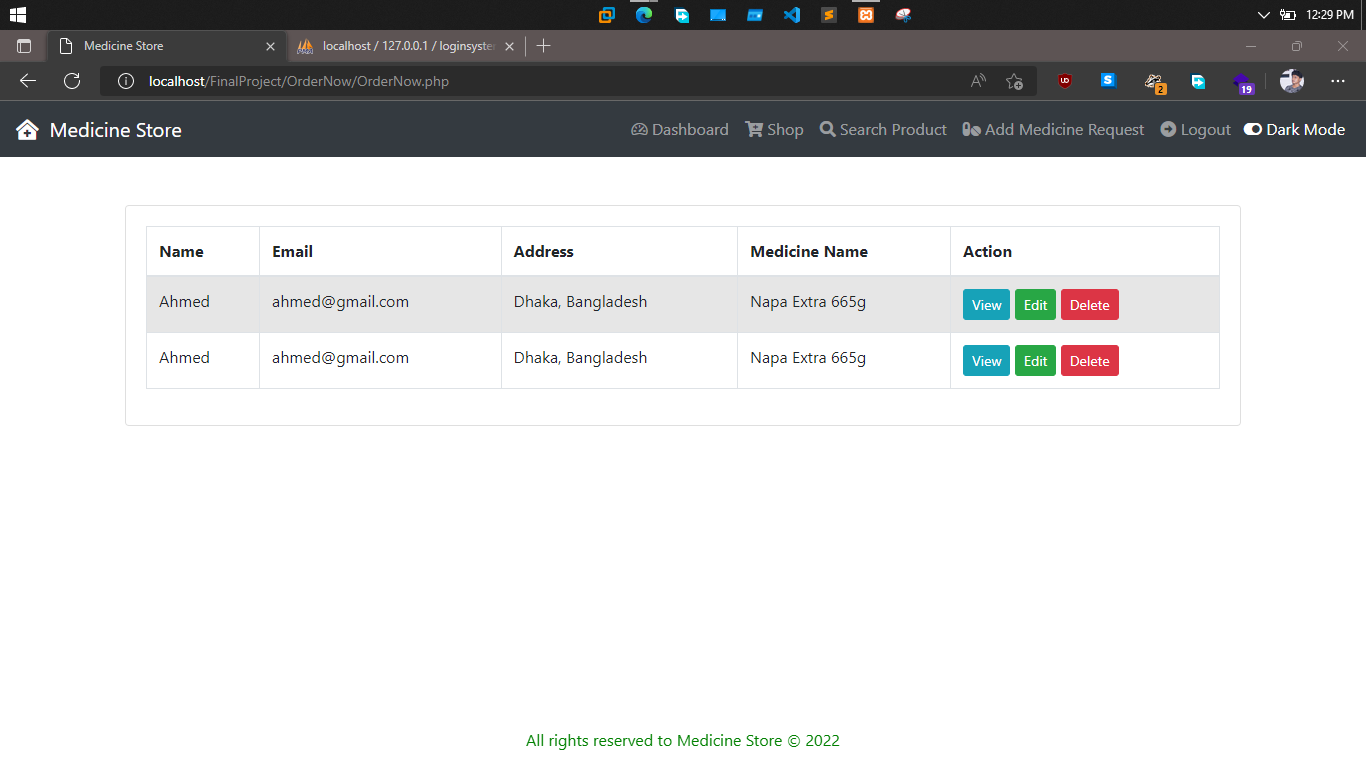 12:29 PM
Medicine Store
localhost / 127.0.0.1 / loginsyster
localhost/FinalProject/OrderNow/OrderNow.php
UD
S
2
19
Medicine Store Dashboard Shop Search Product Add Medicine Request Logout Dark Mode
Name Email Address Medicine Name Action
Ahmed ahmed@gmail.com Dhaka, Bangladesh Napa Extra 665g View Edit Delete
Ahmed ahmed@gmail.com Dhaka, Bangladesh Napa Extra 665g View Edit Delete
All rights reserved to Medicine Store © 2022